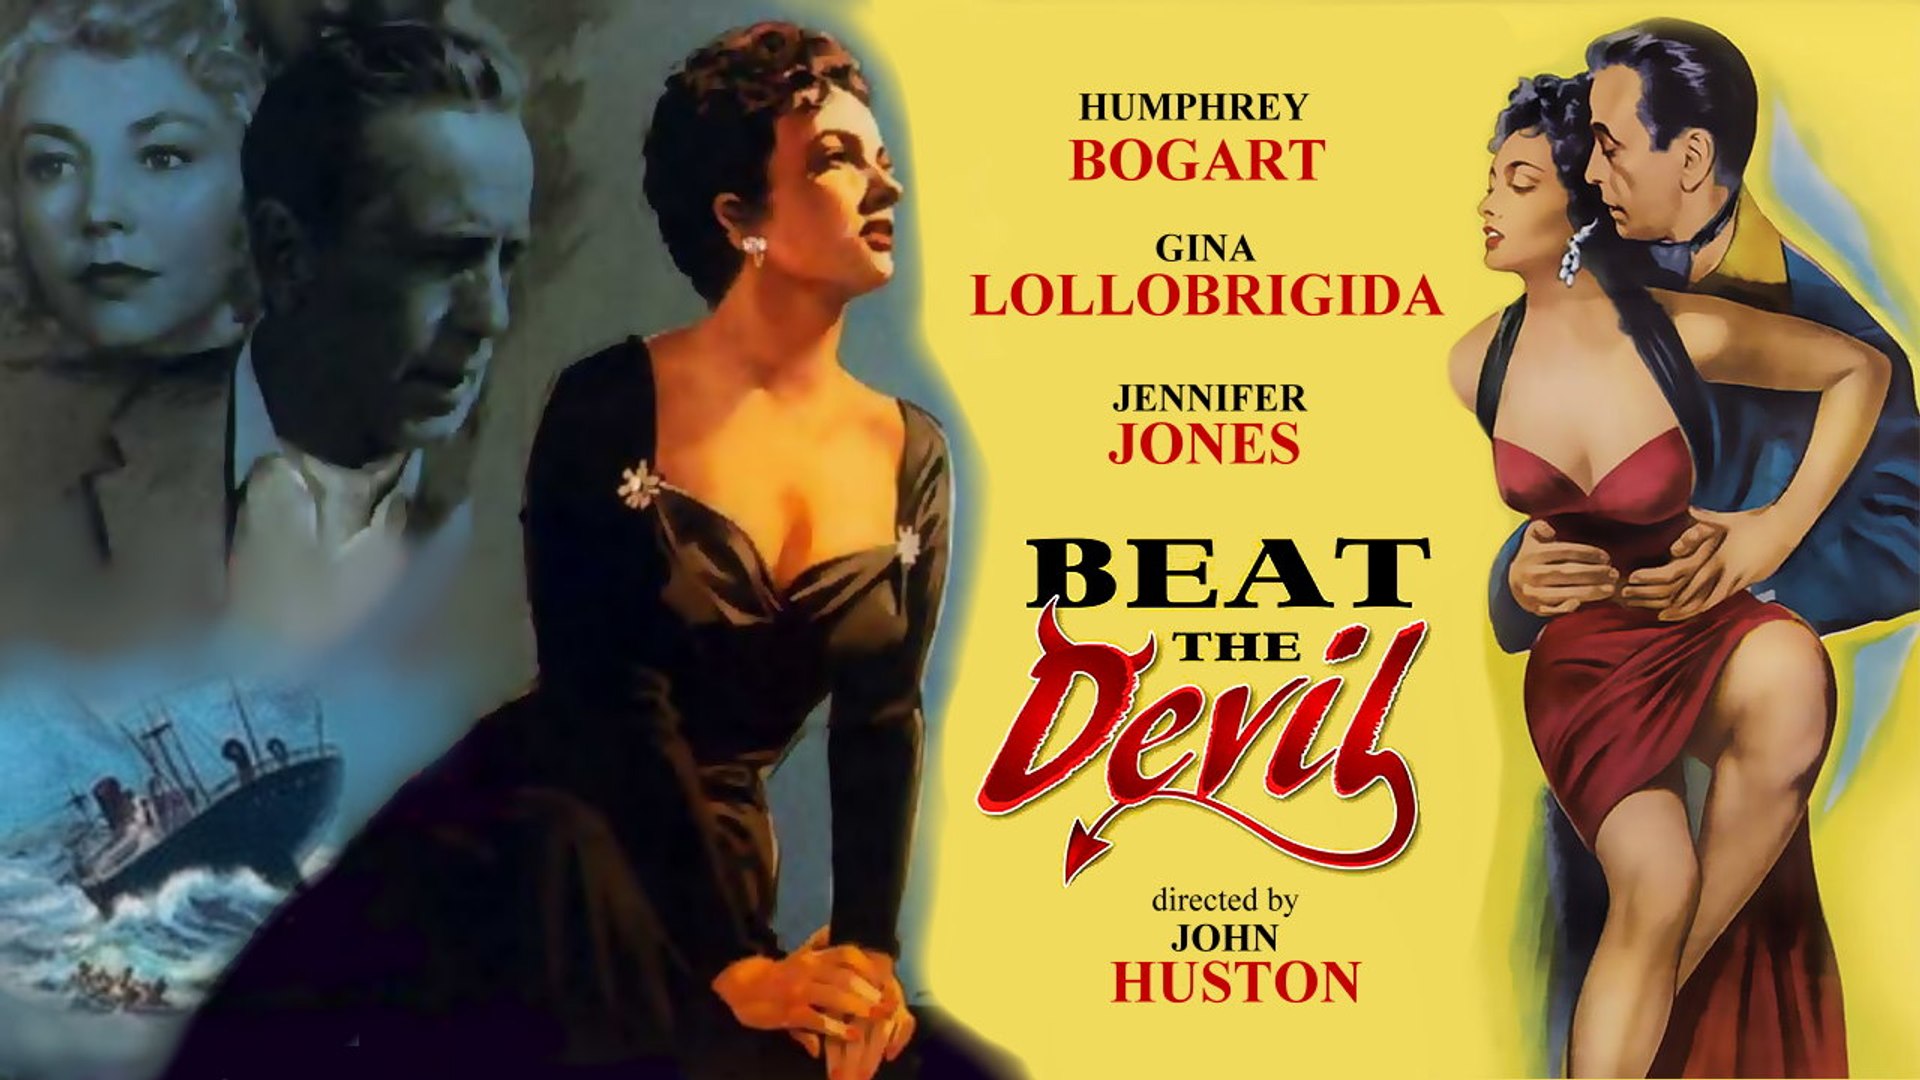 HUMPHREY
BOGART
GINA
LOLLOBRIGIDA
JENNIFER
JONES
BEAT
THE
Devil
directed by
JOHN
HUSTON